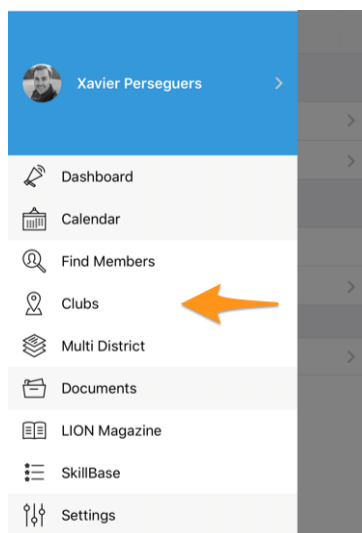 Xavier Perseguers
Dashboard
Calendar
Find Members
Clubs
Multi District
Documents
LION Magazine
SkillBase
Settings